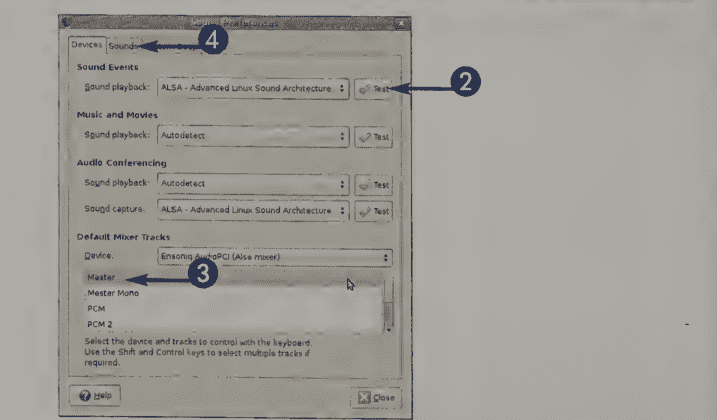 Sound Preferences
Devices Sounds
4
Sound Events
Sound playback: ALSA - Advanced Linux Sound Architecture Test
2
Music and Movies
Sound playback: Autodetect Test
Audio Conferencing
Sound playback: Autodetect Test
Sound capture: ALSA - Advanced Linux Sound Architecture Test
Default Mixer Tracks
Device: Ensoniq AudioPCI (Alsa mixer)
Master
3
Master Mono
PCM
PCM 2
Select the device and tracks to control with the keyboard.
Use the Shift and Control keys to select multiple tracks if
required.
Help Close